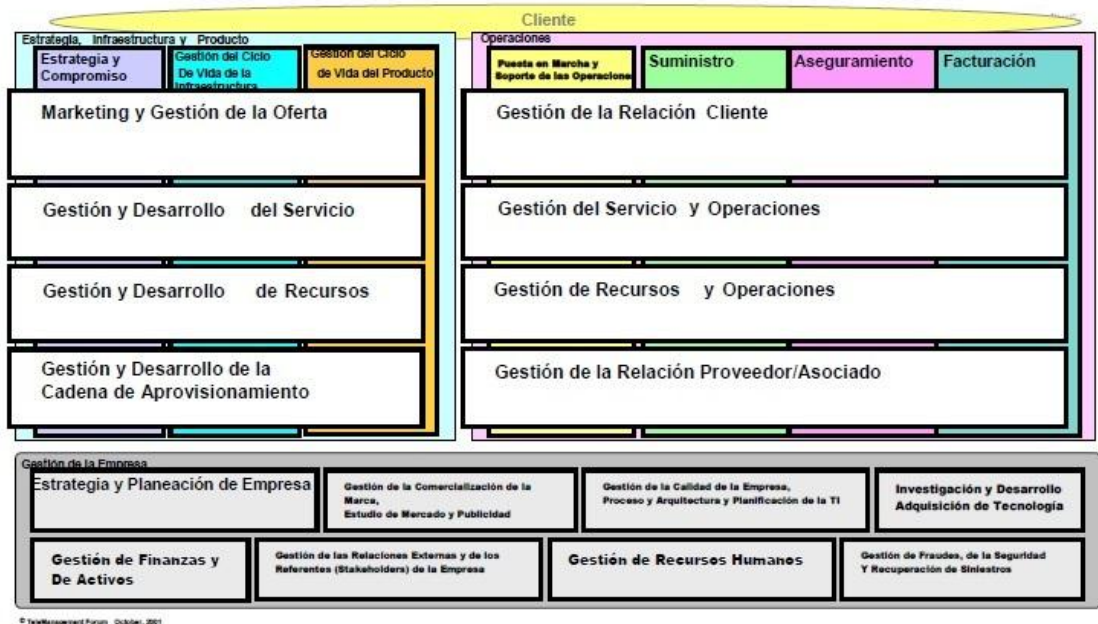 Cliente
Estrategia, Infraestructura y Producto
Operaciones
Estrategia y
Compromiso
Gestión del Ciclo
De Vida de la
Infraestructura
Gestión del Ciclo
de Vida del Producto
Puesta en Marcha y
Soporte de las Operaciones
Suministro
Aseguramiento
Facturación
Marketing y Gestión de la Oferta
Gestión de la Relación Cliente
Gestión y Desarrollo del Servicio
Gestión del Servicio y Operaciones
Gestión y Desarrollo de Recursos
Gestión de Recursos y Operaciones
Gestión y Desarrollo de la
Cadena de Aprovisionamiento
Gestión de la Relación Proveedor/Asociado
Gestión de la Empresa
Estrategia y Planeación de Empresa
Gestión de la Comercialización de la
Marca,
Estudio de Mercado y Publicidad
Gestión de la Calidad de la Empresa,
Proceso y Arquitectura y Planificación de la TI
Investigación y Desarrollo
Adquisición de Tecnología
Gestión de Finanzas y
De Activos
Gestión de las Relaciones Externas y de los
Referentes (Stakeholders) de la Empresa
Gestión de Recursos Humanos
Gestión de Fraudes, de la Seguridad
Y Recuperación de Siniestros
© TeleManagement Forum October, 2001